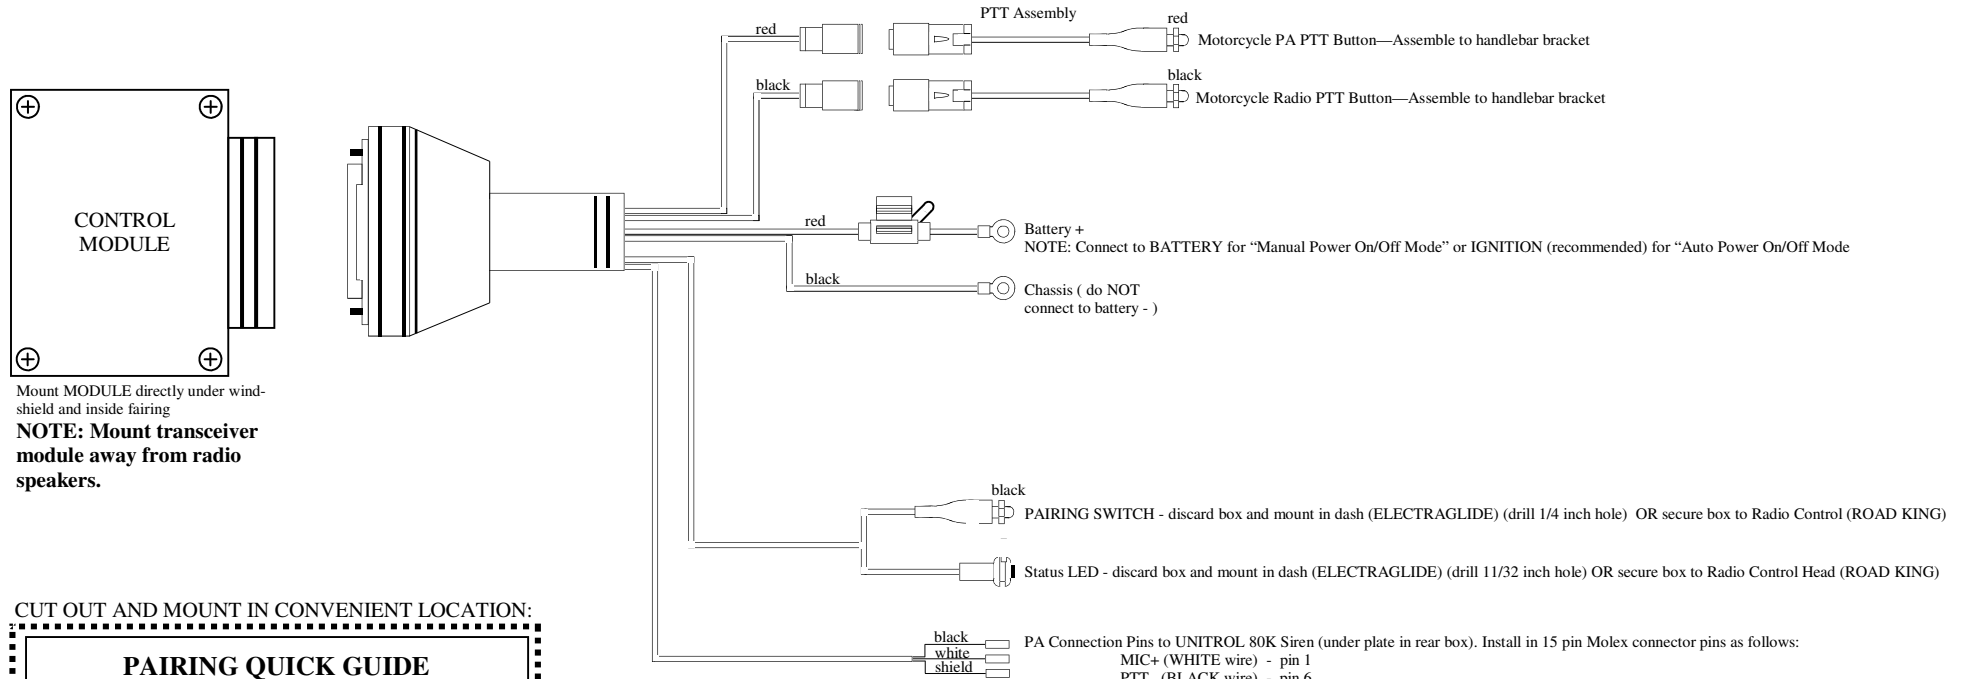 PTT Assembly
red
red
Motorcycle PA PTT Button—Assemble to handlebar bracket
black
black
Motorcycle Radio PTT Button—Assemble to handlebar bracket
CONTROL
MODULE
red
Battery +
NOTE: Connect to BATTERY for “Manual Power On/Off Mode” or IGNITION (recommended) for “Auto Power On/Off Mode
black
Chassis ( do NOT
connect to battery - )
Mount MODULE directly under wind-
shield and inside fairing
NOTE: Mount transceiver
module away from radio
speakers.
black
PAIRING SWITCH - discard box and mount in dash (ELECTRAGLIDE) (drill 1/4 inch hole)  OR secure box to Radio Control (ROAD KING)
Status LED - discard box and mount in dash (ELECTRAGLIDE) (drill 11/32 inch hole) OR secure box to Radio Control Head (ROAD KING)
CUT OUT AND MOUNT IN CONVENIENT LOCATION:
PAIRING QUICK GUIDE
black
white
shield
PA Connection Pins to UNITROL 80K Siren (under plate in rear box). Install in 15 pin Molex connector pins as follows:
MIC+ (WHITE wire)  -  pin 1
PTT   (BLACK wire)  -  pin 6